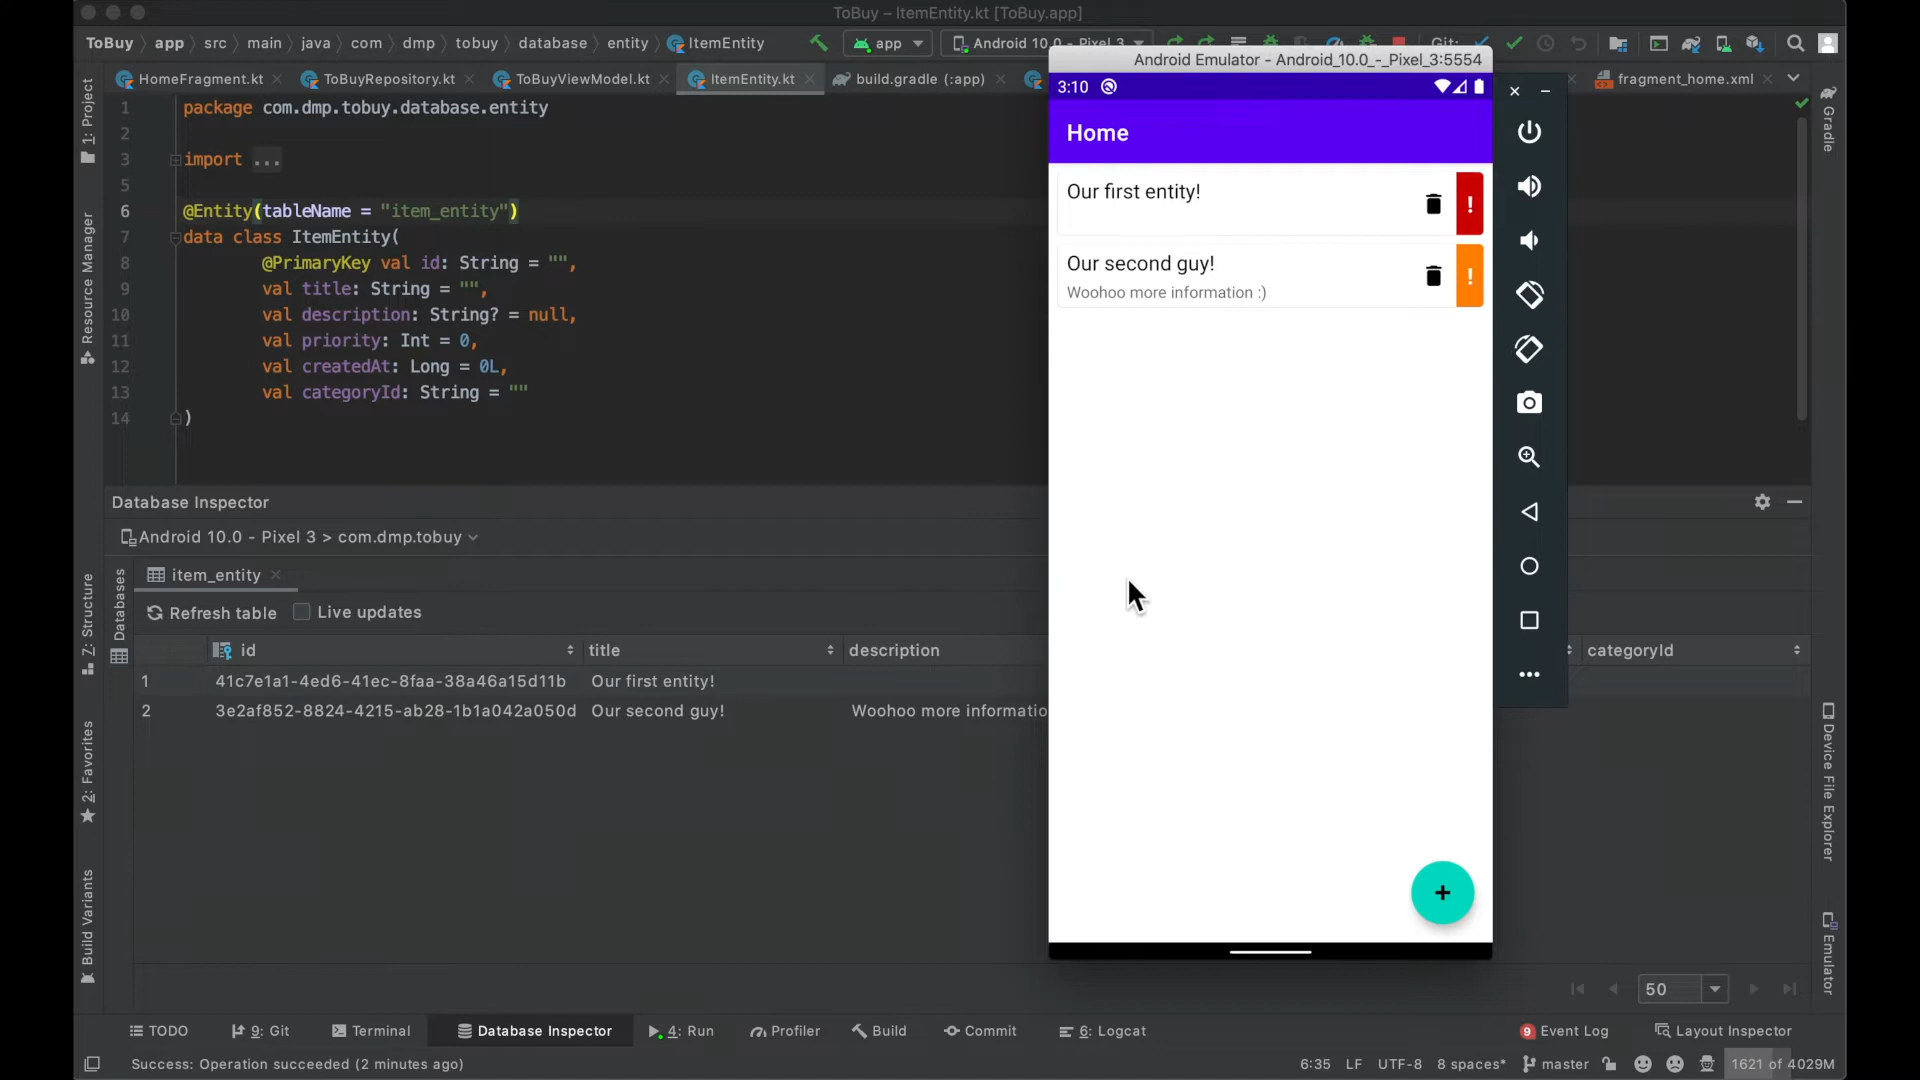 ToBuy – ItemEntity.kt [ToBuy.app]
ToBuy app src main java com dmp tobuy database entity ItemEntity app Android 10.0 - Pixel 3 Git:
HomeFragment.kt ToBuyRepository.kt ToBuyViewModel.kt ItemEntity.kt build.gradle (:app) fragment_home.xml
1 package com.dmp.tobuy.database.entity
2
3 import ...
5
6 @Entity(tableName = "item_entity")
7 data class ItemEntity(
8 @PrimaryKey val id: String = "",
9 val title: String = "",
10 val description: String? = null,
11 val priority: Int = 0,
12 val createdAt: Long = 0L,
13 val categoryId: String = ""
14 )
Database Inspector
Android 10.0 - Pixel 3 > com.dmp.tobuy
item_entity
Refresh table Live updates
id title description categoryId
1 41c7e1a1-4ed6-41ec-8faa-38a46a15d11b Our first entity!
2 3e2af852-8824-4215-ab28-1b1a042a050d Our second guy! Woohoo more informatio
50
Android Emulator - Android_10.0_-_Pixel_3:5554
3:10
Home
Our first entity!
!
Our second guy!
Woohoo more information :)
!
+
1: Project
Resource Manager
Z: Structure
2: Favorites
Build Variants
Databases
Gradle
Device File Explorer
Emulator
TODO 9: Git Terminal Database Inspector 4: Run Profiler Build Commit 6: Logcat 9 Event Log Layout Inspector
Success: Operation succeeded (2 minutes ago) 6:35 LF UTF-8 8 spaces* master 1621 of 4029M